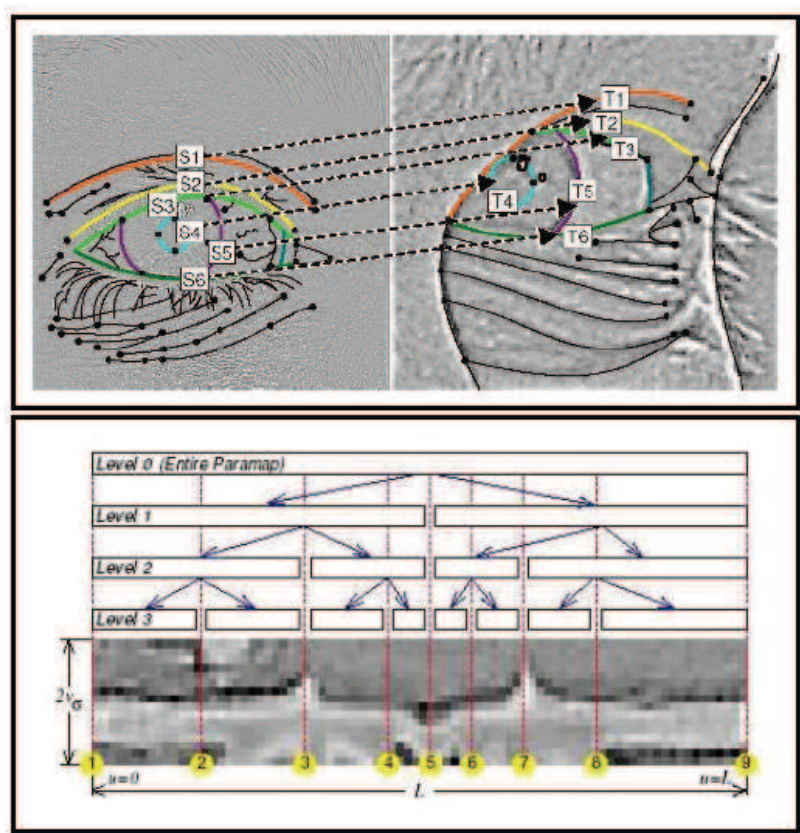 S1
S2
S3
S4
S5
S6
T1
T2
T3
T4
T5
T6
Level 0 (Entire Paramap)
Level 1
Level 2
Level 3
2vσ
1 2 3 4 5 6 7 8 9
u=0 u=L
L